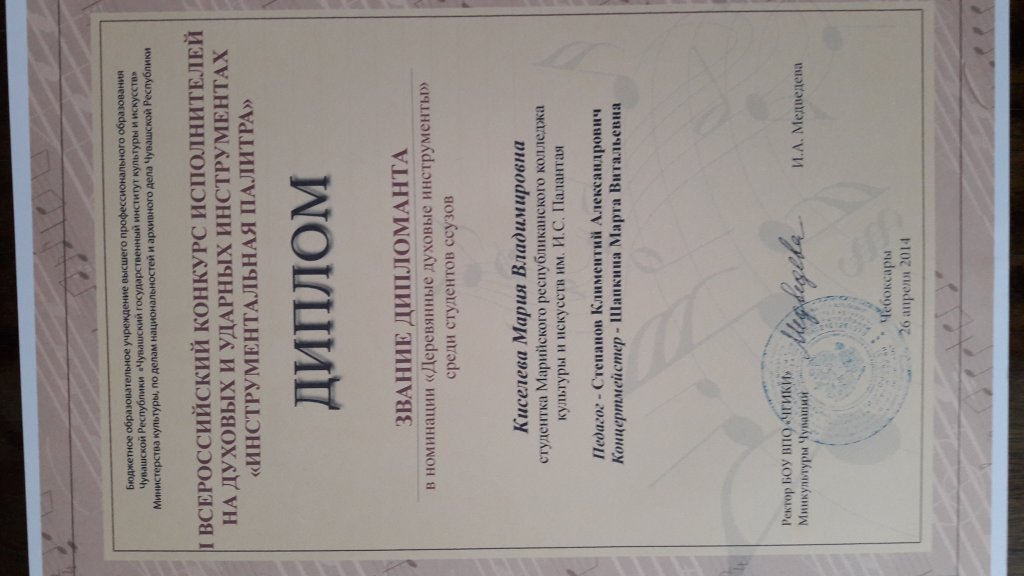 Бюджетное образовательное учреждение высшего профессионального образования
Чувашской Республики «Чувашский государственный институт культуры и искусств»
Министерства культуры, по делам национальностей и архивного дела Чувашской Республики
I ВСЕРОССИЙСКИЙ КОНКУРС ИСПОЛНИТЕЛЕЙ
НА ДУХОВЫХ И УДАРНЫХ ИНСТРУМЕНТАХ
«ИНСТРУМЕНТАЛЬНАЯ ПАЛИТРА»
ДИПЛОМ
ЗВАНИЕ ДИПЛОМАНТА
в номинации «Деревянные духовые инструменты»
среди студентов ссузов
Киселева Мария Владимировна
студентка Марийского республиканского колледжа
культуры и искусств им. И.С. Палантая
Педагог - Степанов Климентий Александрович
Концертмейстер - Шапкина Марта Витальевна
Ректор БОУ ВПО «ЧГИКИ»
Минкультуры Чувашии Медведева И.А. Медведева
Чебоксары
26 апреля 2014